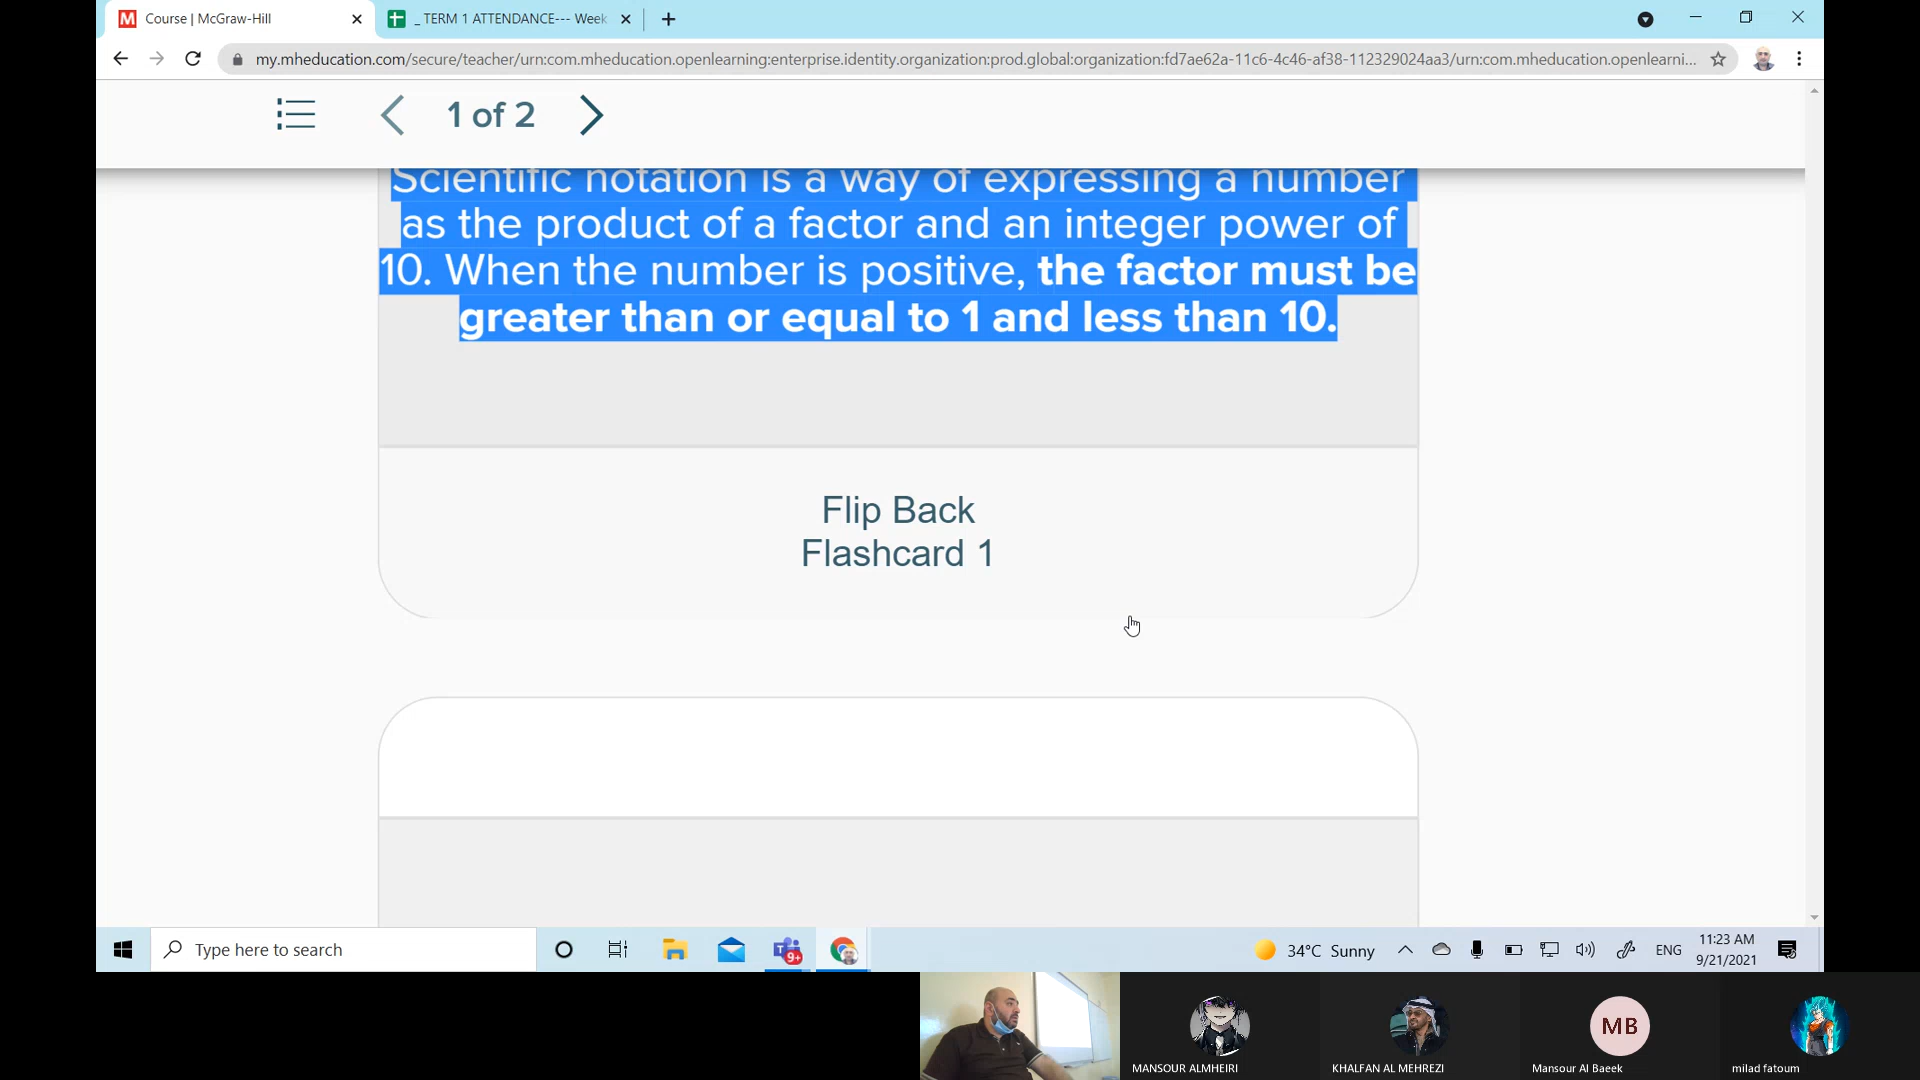 Course | McGraw-Hill
_ TERM 1 ATTENDANCE--- Week
my.mheducation.com/secure/teacher/urn:com.mheducation.openlearning:enterprise.identity.organization:prod.global:organization:fd7ae62a-11c6-4c46-af38-112329024aa3/urn:com.mheducation.openlearni...
1 of 2
Scientific notation is a way of expressing a number
as the product of a factor and an integer power of
10. When the number is positive, the factor must be
greater than or equal to 1 and less than 10.
Flip Back
Flashcard 1
Type here to search
9+
34°C Sunny
ENG
11:23 AM
9/21/2021
MB
MANSOUR ALMHEIRI
KHALFAN AL MEHREZI
Mansour Al Baeek
milad fatoum